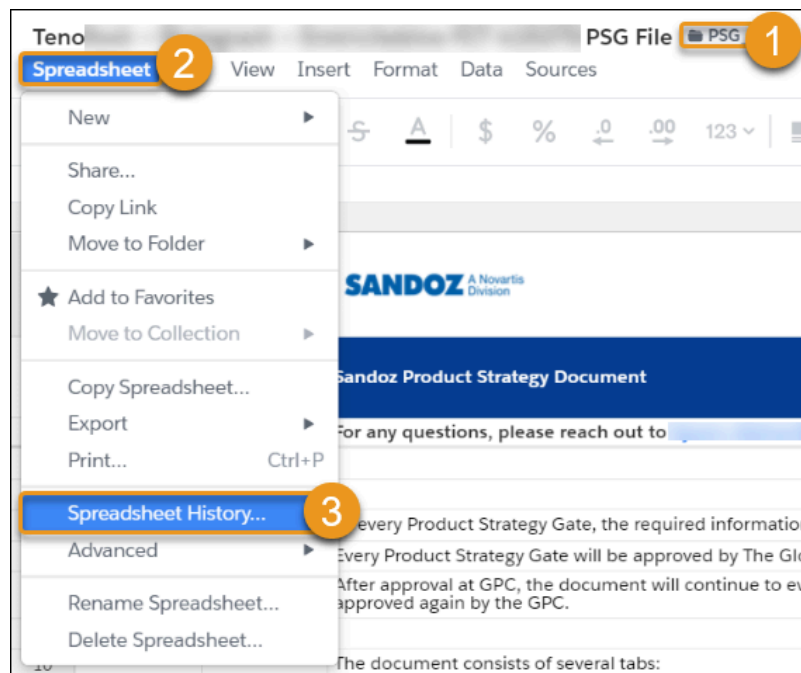 Teno PSG File PSG 1
Spreadsheet 2 View Insert Format Data Sources
New
S A $ % .0 .00 123
Share...
Copy Link
Move to Folder
SANDOZ A Novartis Division
Add to Favorites
Move to Collection
Sandoz Product Strategy Document
Copy Spreadsheet...
Export
For any questions, please reach out to
Print... Ctrl+P
Spreadsheet History... 3
every Product Strategy Gate, the required informatio
Advanced
Every Product Strategy Gate will be approved by The Glo
After approval at GPC, the document will continue to ev
approved again by the GPC.
Rename Spreadsheet...
Delete Spreadsheet...
The document consists of several tabs: